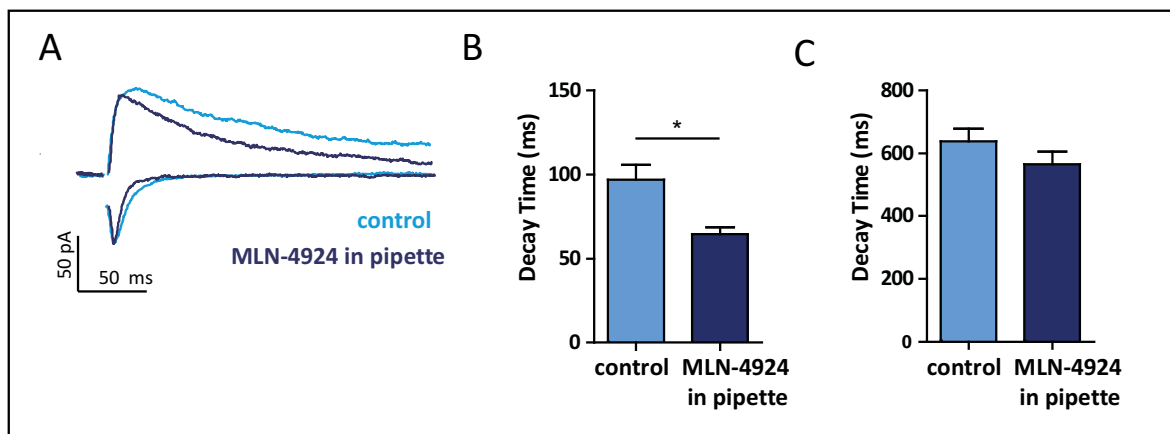 A
control
MLN-4924 in pipette
50 pA
50 ms
B
Decay Time (ms)
150
100
50
0
*
control
MLN-4924
in pipette
C
Decay Time (ms)
800
600
400
200
0
control
MLN-4924
in pipette